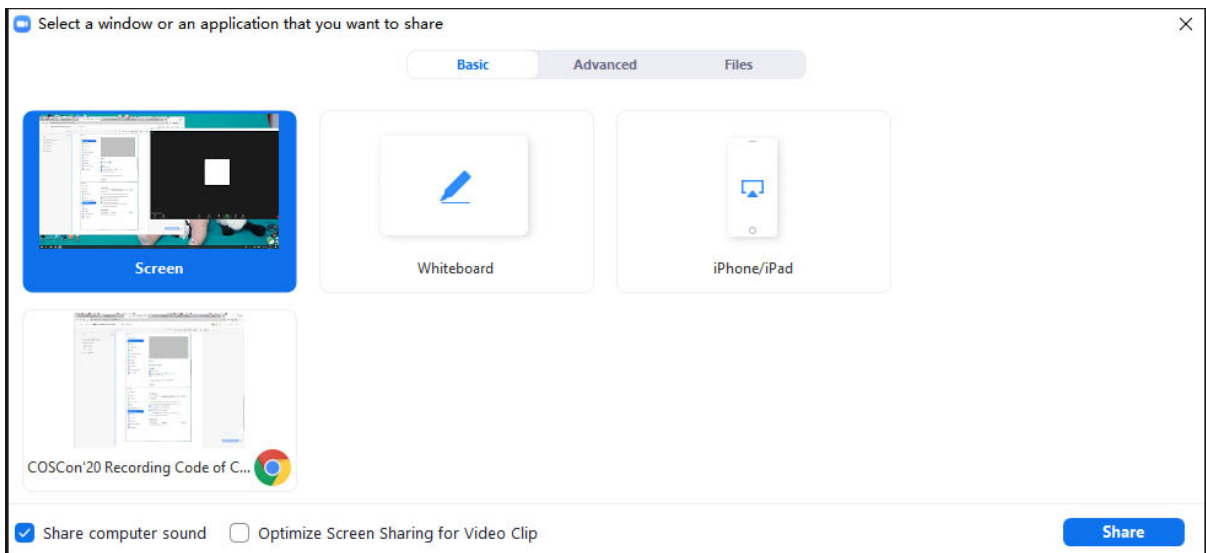 Select a window or an application that you want to share
Basic Advanced Files
Screen Whiteboard iPhone/iPad
COSCon'20 Recording Code of C...
Share computer sound Optimize Screen Sharing for Video Clip Share